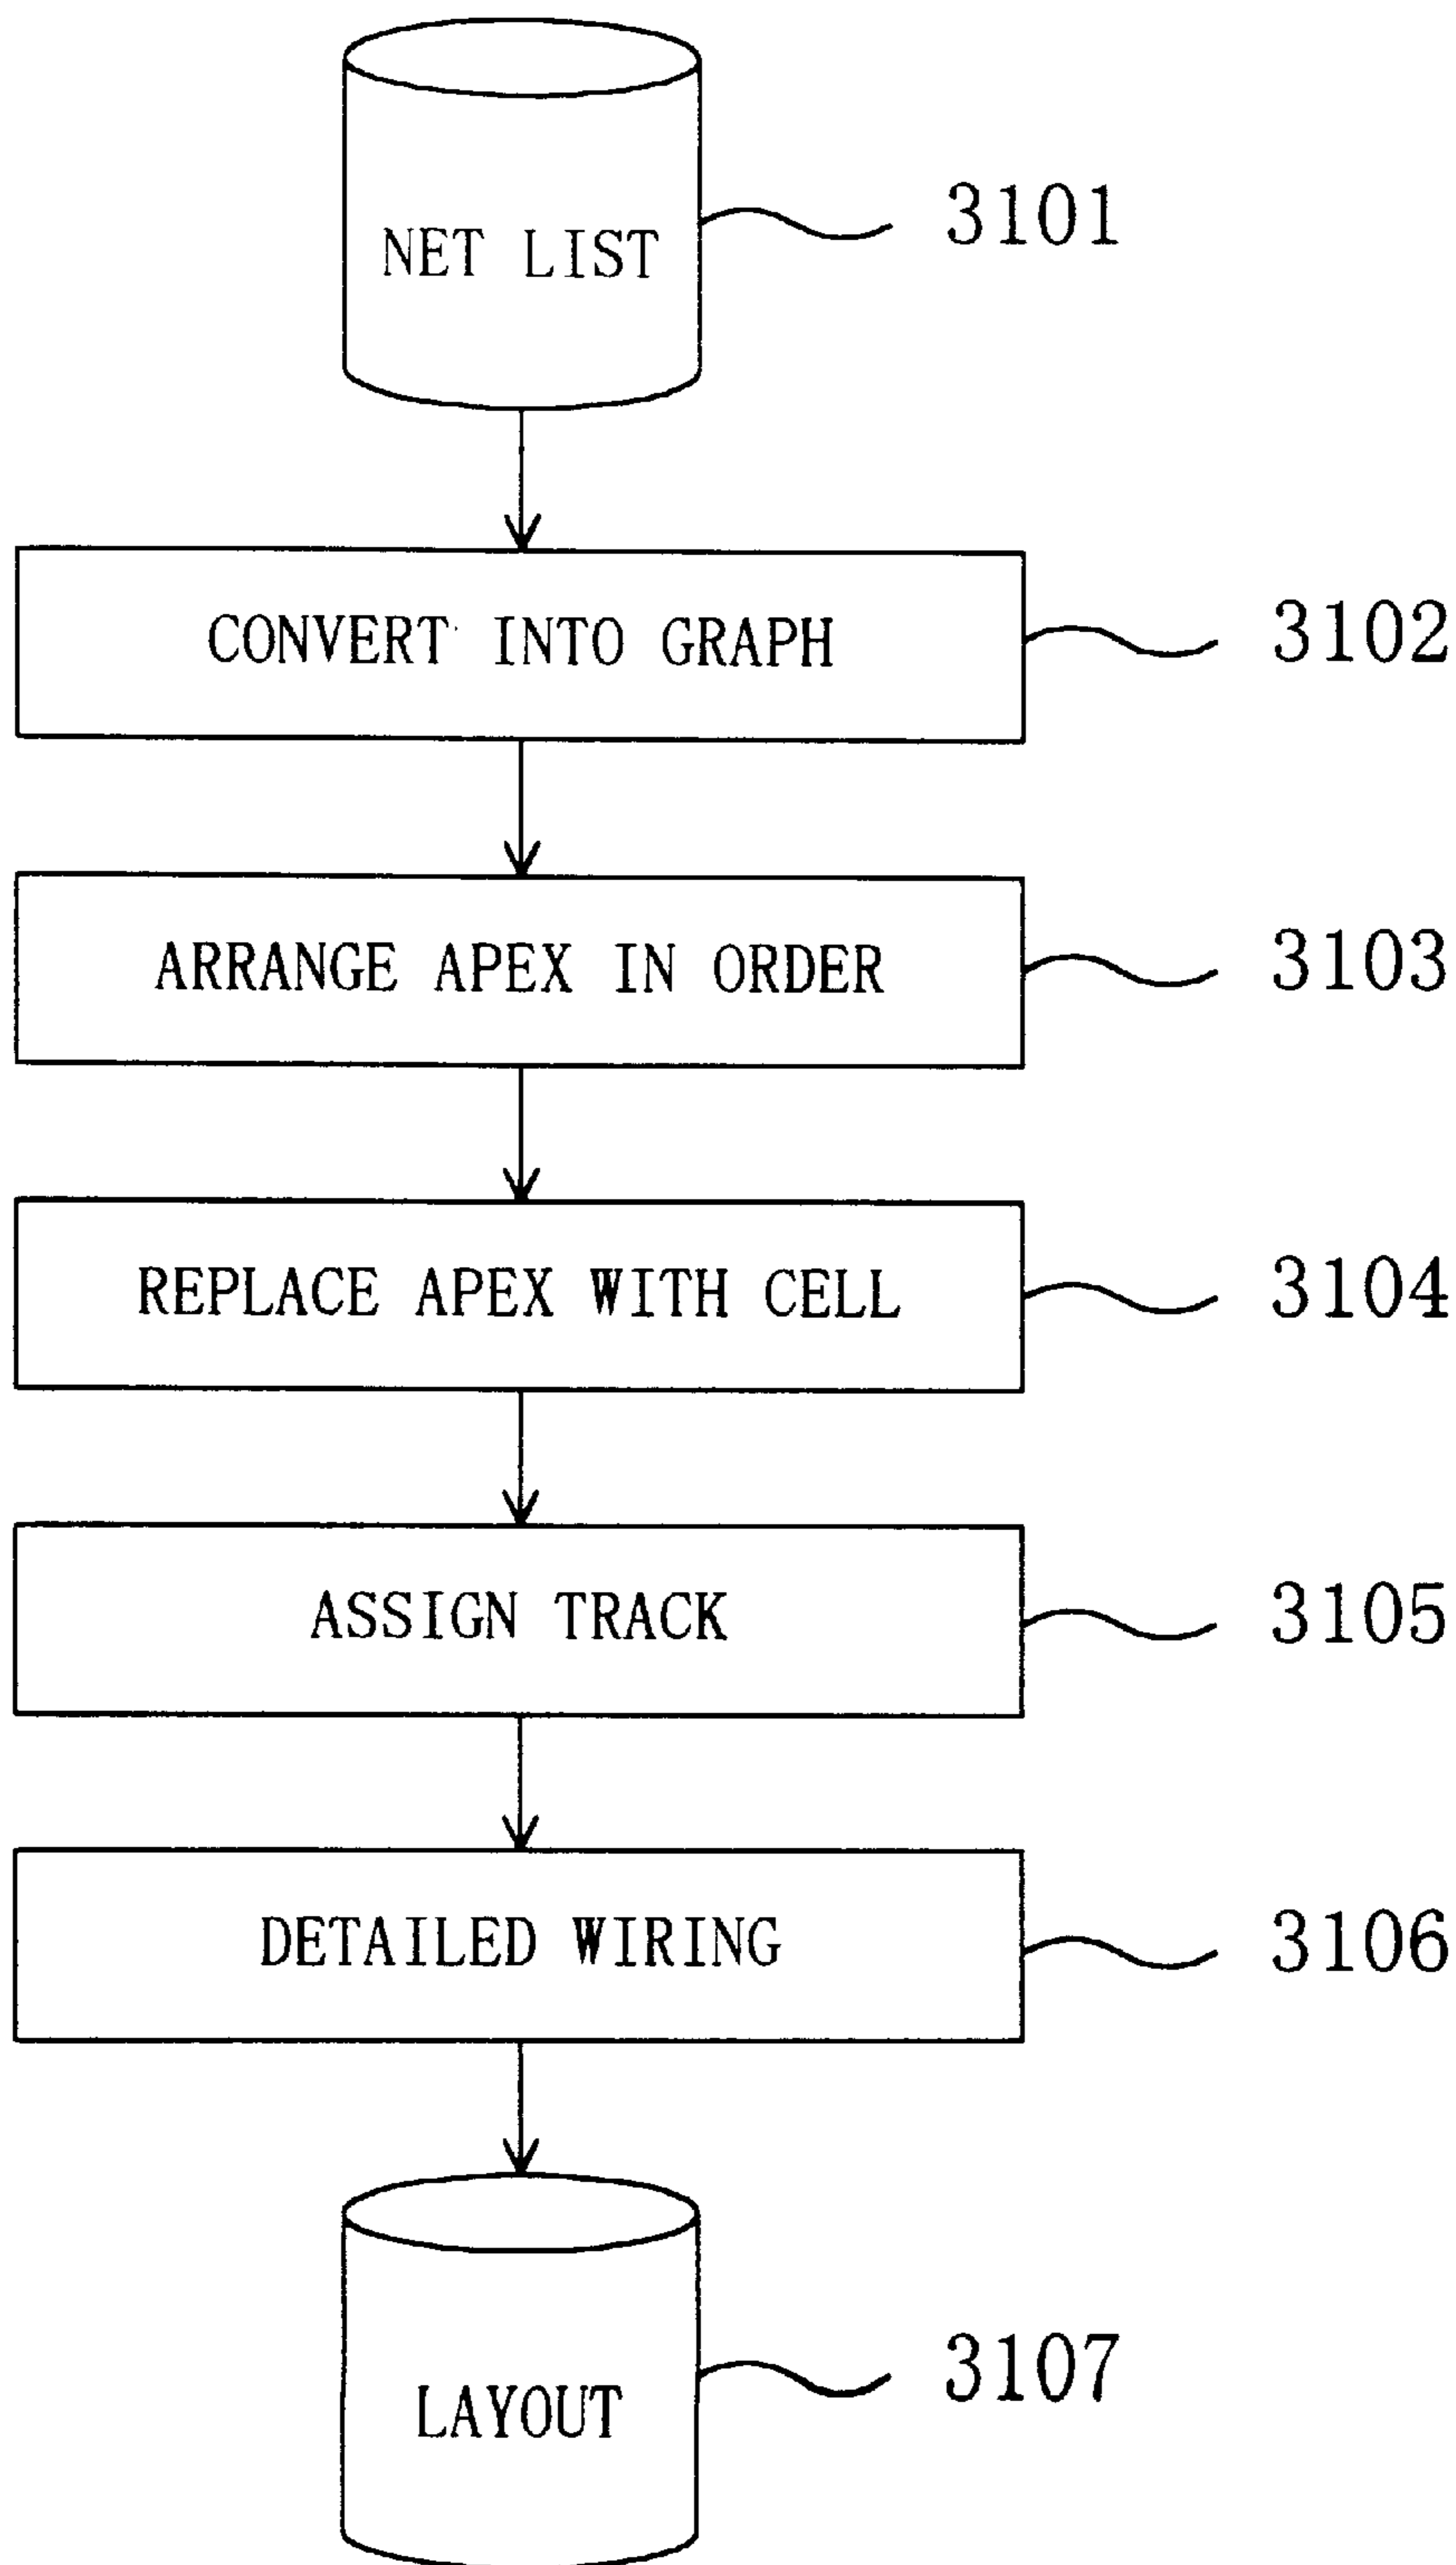 NET LIST 3101
CONVERT INTO GRAPH 3102
ARRANGE APEX IN ORDER 3103
REPLACE APEX WITH CELL 3104
ASSIGN TRACK 3105
DETAILED WIRING 3106
LAYOUT 3107